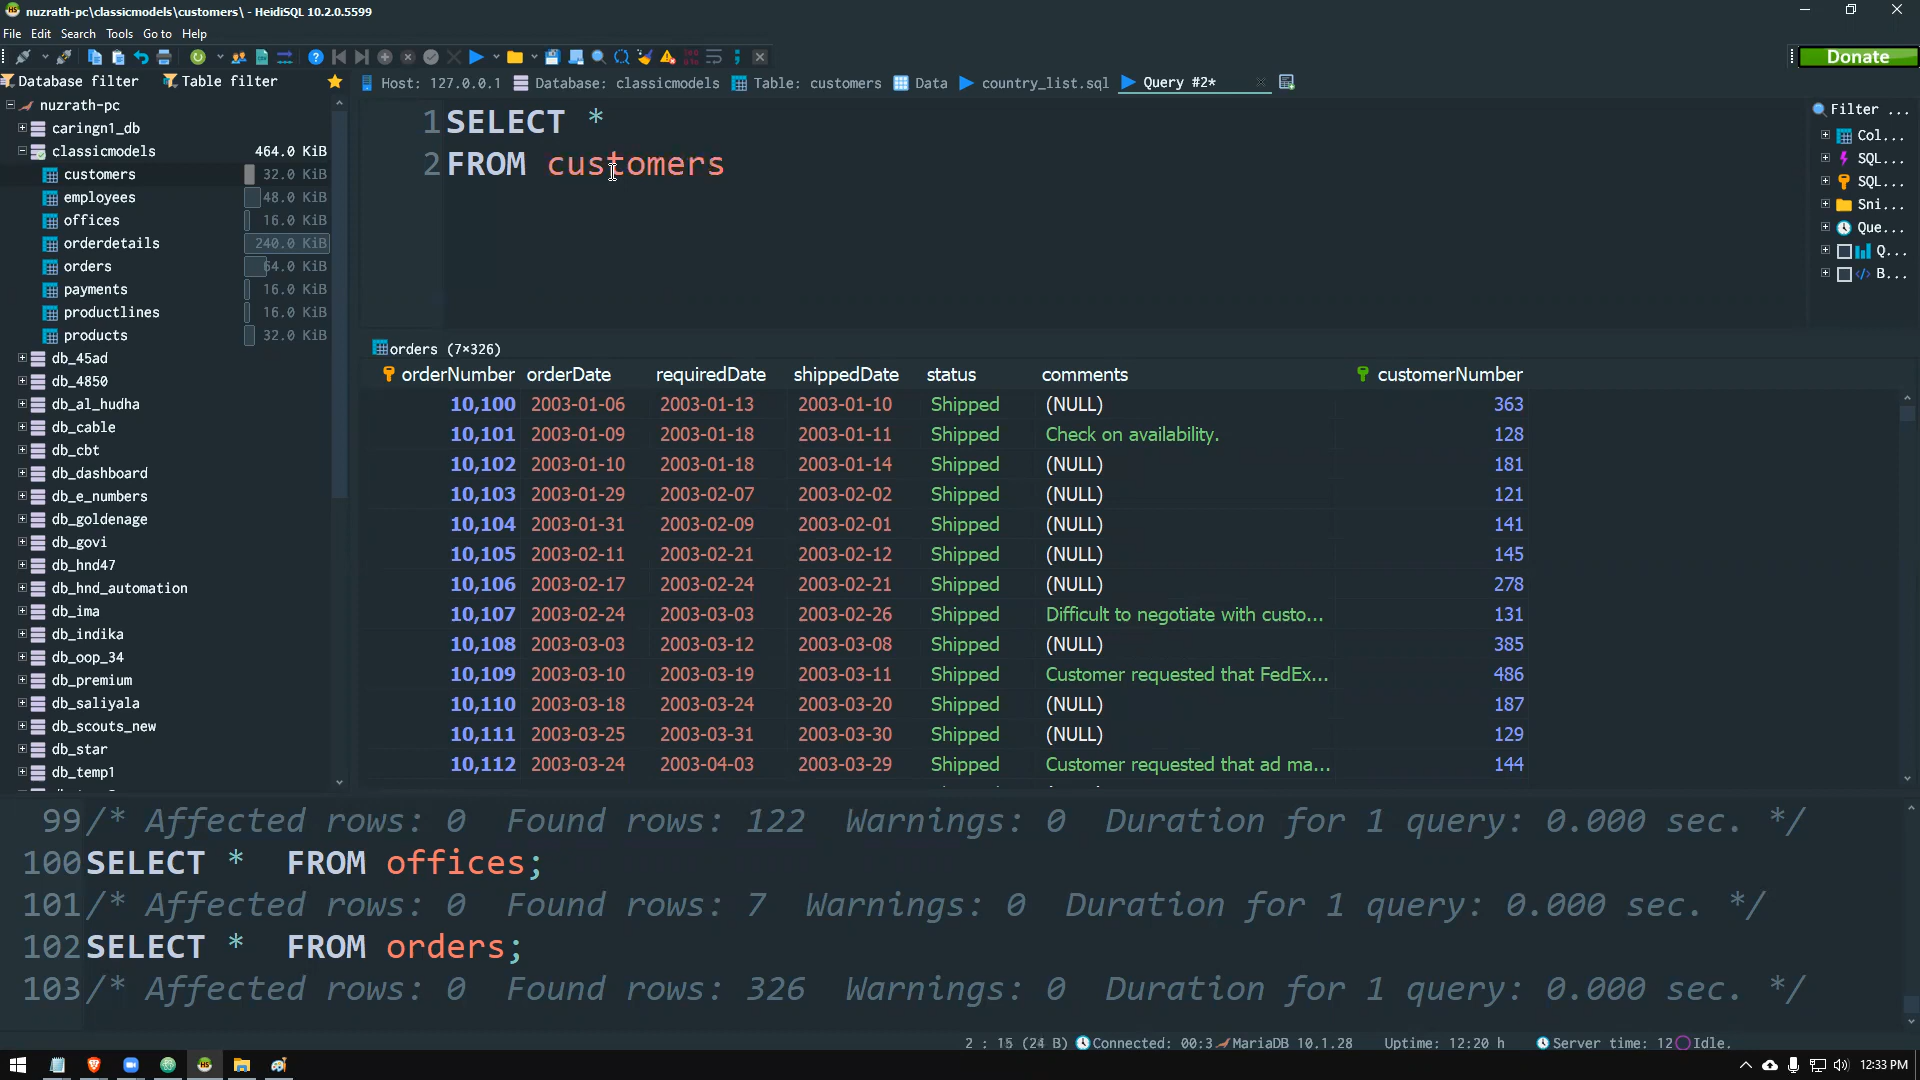 nuzrath-pc\classicmodels\customers\ - HeidiSQL 10.2.0.5599
File Edit Search Tools Go to Help
Donate
Database filter Table filter
Host: 127.0.0.1 Database: classicmodels Table: customers Data country_list.sql Query #2*
nuzrath-pc
caringn1_db
classicmodels 464.0 KiB
customers 32.0 KiB
employees 48.0 KiB
offices 16.0 KiB
orderdetails 240.0 KiB
orders 64.0 KiB
payments 16.0 KiB
productlines 16.0 KiB
products 32.0 KiB
db_45ad
db_4850
db_al_hudha
db_cable
db_cbt
db_dashboard
db_e_numbers
db_goldenage
db_govi
db_hnd47
db_hnd_automation
db_ima
db_indika
db_oop_34
db_premium
db_saliyala
db_scouts_new
db_star
db_temp1
1 SELECT *
2 FROM customers
Filter ...
Col...
SQL...
SQL...
Sni...
Que...
Q...
B...
orders (7×326)
orderNumber orderDate requiredDate shippedDate status comments customerNumber
10,100 2003-01-06 2003-01-13 2003-01-10 Shipped (NULL) 363
10,101 2003-01-09 2003-01-18 2003-01-11 Shipped Check on availability. 128
10,102 2003-01-10 2003-01-18 2003-01-14 Shipped (NULL) 181
10,103 2003-01-29 2003-02-07 2003-02-02 Shipped (NULL) 121
10,104 2003-01-31 2003-02-09 2003-02-01 Shipped (NULL) 141
10,105 2003-02-11 2003-02-21 2003-02-12 Shipped (NULL) 145
10,106 2003-02-17 2003-02-24 2003-02-21 Shipped (NULL) 278
10,107 2003-02-24 2003-03-03 2003-02-26 Shipped Difficult to negotiate with custo... 131
10,108 2003-03-03 2003-03-12 2003-03-08 Shipped (NULL) 385
10,109 2003-03-10 2003-03-19 2003-03-11 Shipped Customer requested that FedEx... 486
10,110 2003-03-18 2003-03-24 2003-03-20 Shipped (NULL) 187
10,111 2003-03-25 2003-03-31 2003-03-30 Shipped (NULL) 129
10,112 2003-03-24 2003-04-03 2003-03-29 Shipped Customer requested that ad ma... 144
99 /* Affected rows: 0 Found rows: 122 Warnings: 0 Duration for 1 query: 0.000 sec. */
100 SELECT * FROM offices;
101 /* Affected rows: 0 Found rows: 7 Warnings: 0 Duration for 1 query: 0.000 sec. */
102 SELECT * FROM orders;
103 /* Affected rows: 0 Found rows: 326 Warnings: 0 Duration for 1 query: 0.000 sec. */
2 : 15 (24 B) Connected: 00:3 MariaDB 10.1.28 Uptime: 12:20 h Server time: 12 Idle.
12:33 PM